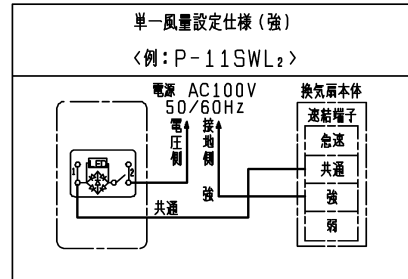 単一風量設定仕様（強）
〈例：P-11SWL₂〉
電源 AC100V
50/60Hz
換気扇本体
速結端子
電圧側
接地側
急速
共通
強
弱
1
LED
2
強
共通